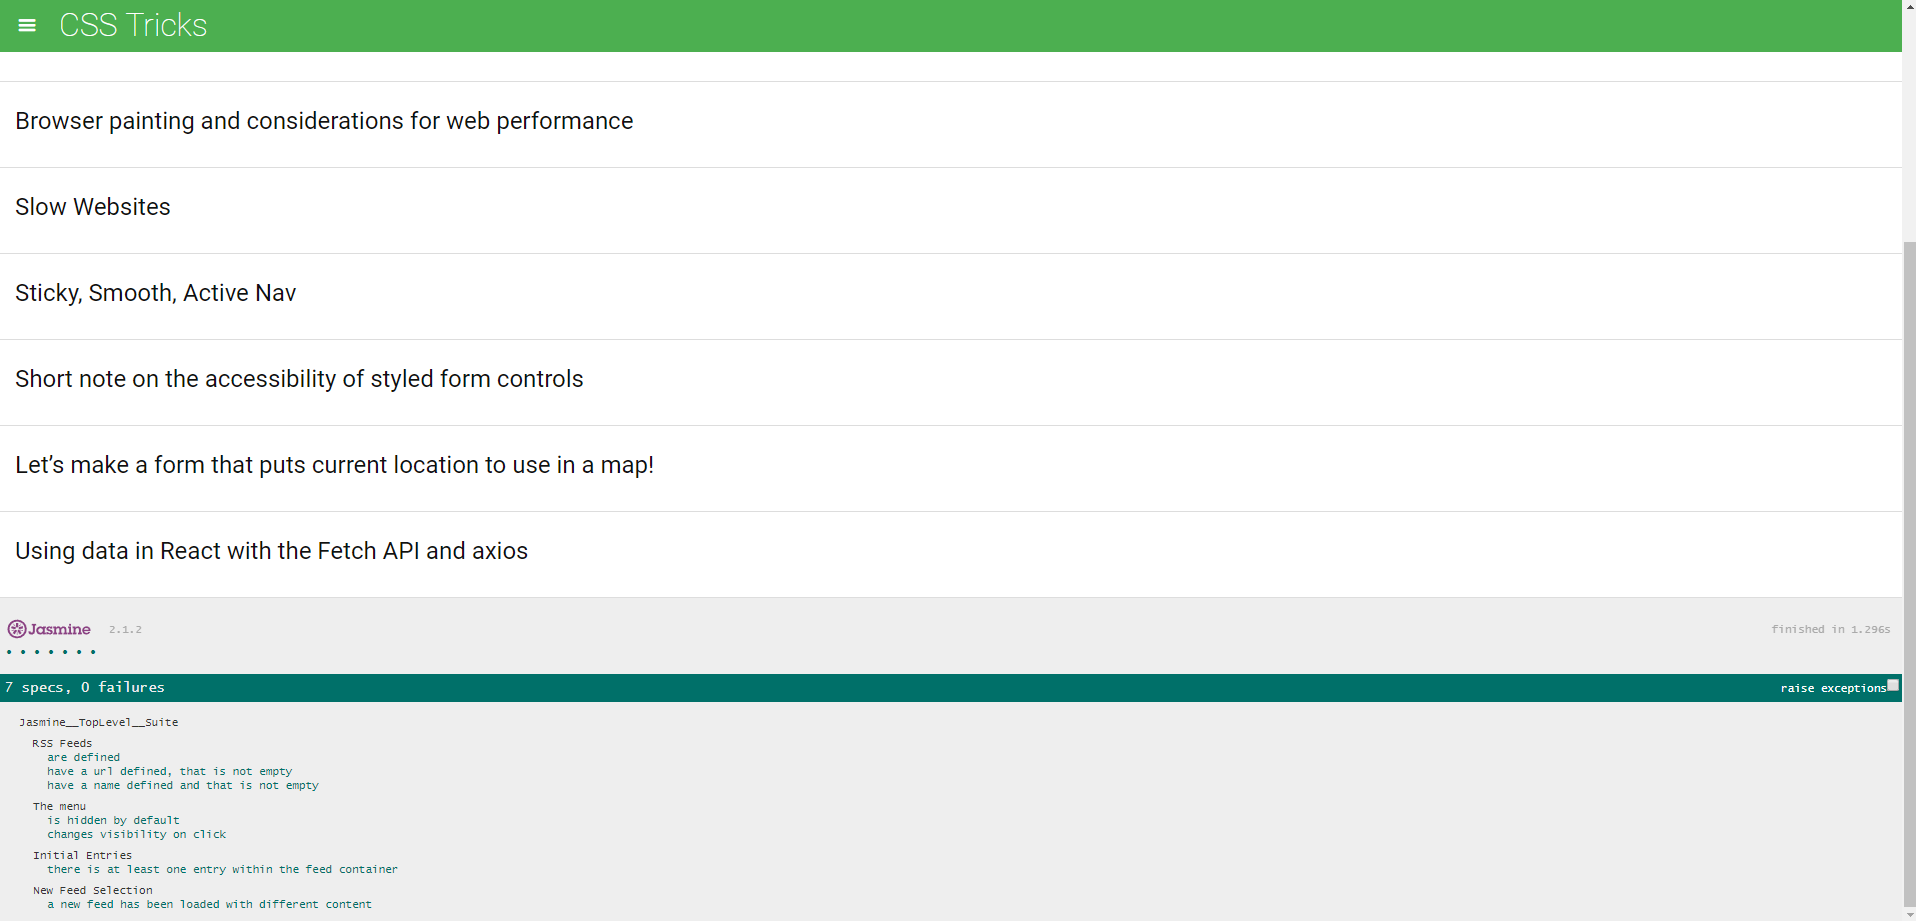 CSS Tricks
Browser painting and considerations for web performance
Slow Websites
Sticky, Smooth, Active Nav
Short note on the accessibility of styled form controls
Let’s make a form that puts current location to use in a map!
Using data in React with the Fetch API and axios
Jasmine 2.1.2 finished in 1.296s
7 specs, 0 failures raise exceptions
Jasmine__TopLevel__Suite
RSS Feeds
are defined
have a url defined, that is not empty
have a name defined and that is not empty
The menu
is hidden by default
changes visibility on click
Initial Entries
there is at least one entry within the feed container
New Feed Selection
a new feed has been loaded with different content